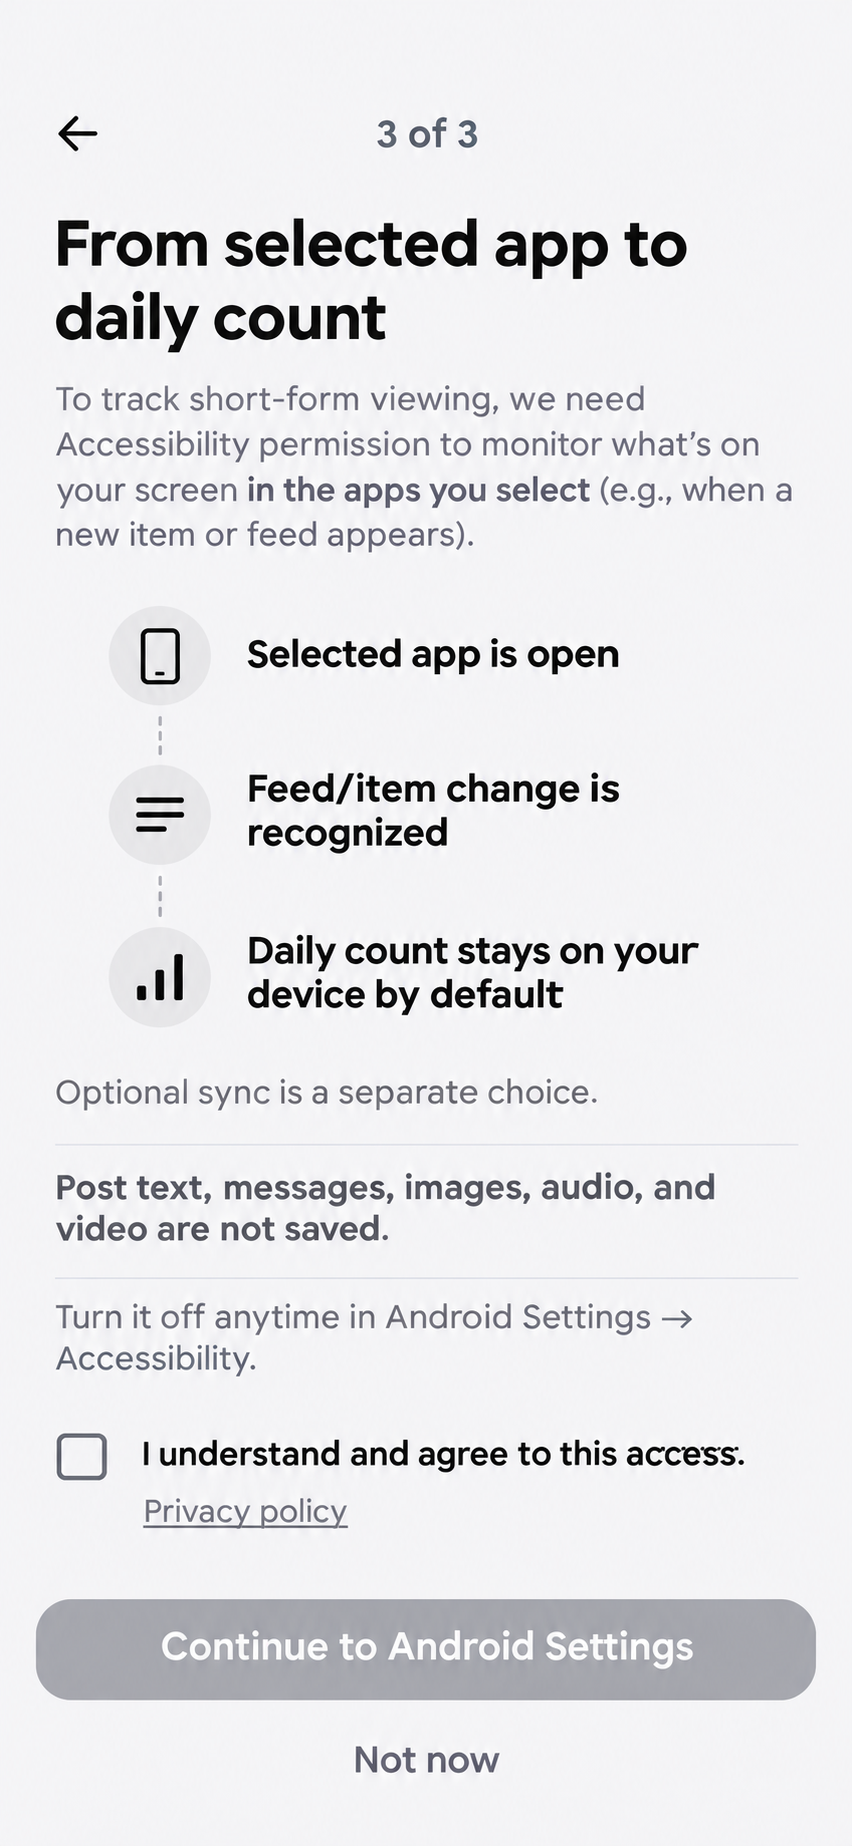 3 of 3
From selected app to
daily count
To track short-form viewing, we need
Accessibility permission to monitor what's on
your screen in the apps you select (e.g., when a
new item or feed appears).
Selected app is open
Feed/item change is
recognized
Daily count stays on your
device by default
Optional sync is a separate choice.
Post text, messages, images, audio, and
video are not saved.
Turn it off anytime in Android Settings →
Accessibility.
I understand and agree to this access.
Privacy policy
Continue to Android Settings
Not now